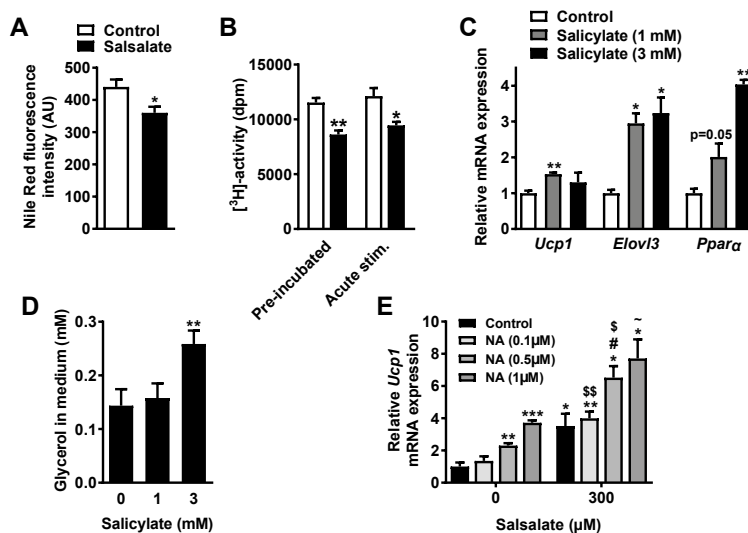 A
Control
Salsalate
Nile Red fluorescence
intensity (AU)
500
400
300
200
100
0
*
B
[³H]-activity (dpm)
15000
10000
5000
0
**
*
Pre-incubated
Acute stim.
C
Control
Salicylate (1 mM)
Salicylate (3 mM)
Relative mRNA expression
5
4
3
2
1
0
**
*
*
p=0.05
**
Ucp1
Elovl3
Pparα
D
Glycerol in medium (mM)
0.3
0.2
0.1
0.0
**
0
1
3
Salicylate (mM)
E
Control
NA (0.1µM)
NA (0.5µM)
NA (1µM)
Relative Ucp1
mRNA expression
10
8
6
4
2
0
**
***
*
$$
**
$
#
*
~
*
0
300
Salsalate (µM)